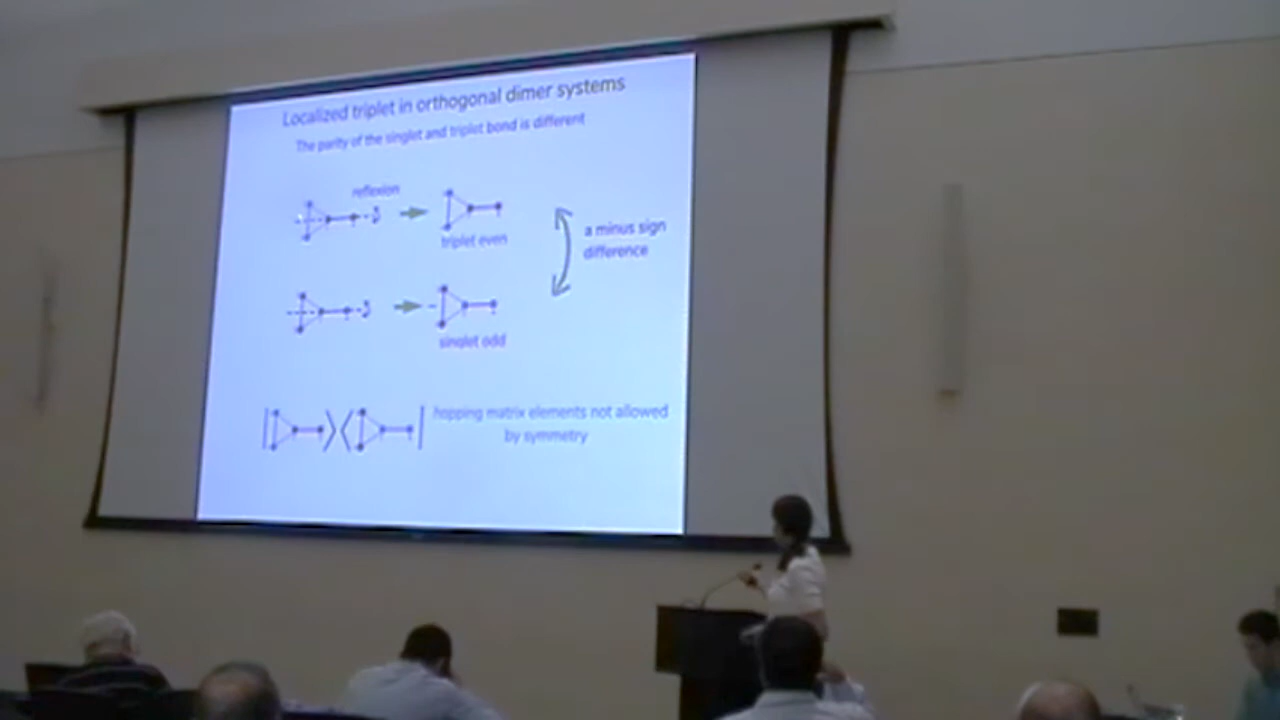 Localized triplet in orthogonal dimer systems
The parity of the singlet and triplet bond is different
reflexion
triplet even
a minus sign
difference
singlet odd
hopping matrix elements not allowed
by symmetry